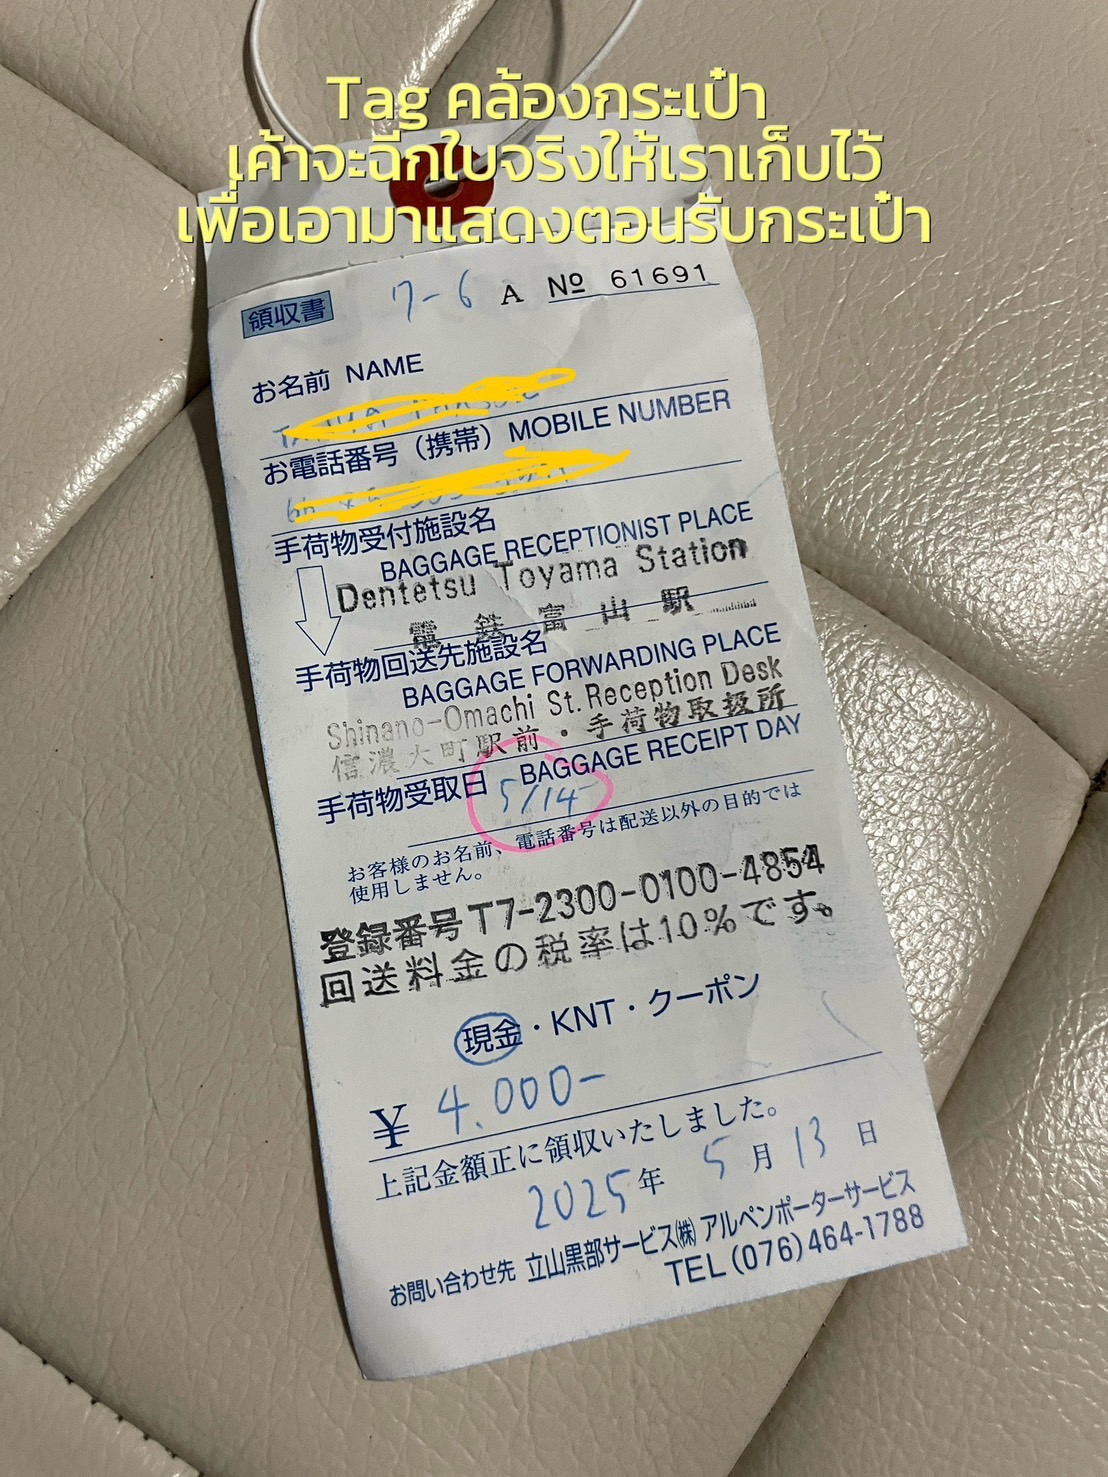 Tag คล้องกระเป๋า
เค้าจะฉีกใบจริงให้เราเก็บไว้
เพื่อเอามาแสดงตอนรับกระเป๋า
領収書 7-6 A № 61691
お名前 NAME
お電話番号（携帯）MOBILE NUMBER
手荷物受付施設名
BAGGAGE RECEPTIONIST PLACE
Dentetsu Toyama Station
電鉄富山駅
手荷物回送先施設名
BAGGAGE FORWARDING PLACE
Shinano-Omachi St.Reception Desk
信濃大町駅前・手荷物取扱所
手荷物受取日 BAGGAGE RECEIPT DAY
5/14
お客様のお名前、電話番号は配送以外の目的では
使用しません。
登録番号T7-2300-0100-4854
回送料金の税率は10％です。
現金・KNT・クーポン
¥ 4.000-
上記金額正に領収いたしました。
2025年 5月 13日
お問い合わせ先 立山黒部サービス㈱アルペンポーターサービス
TEL(076)464-1788